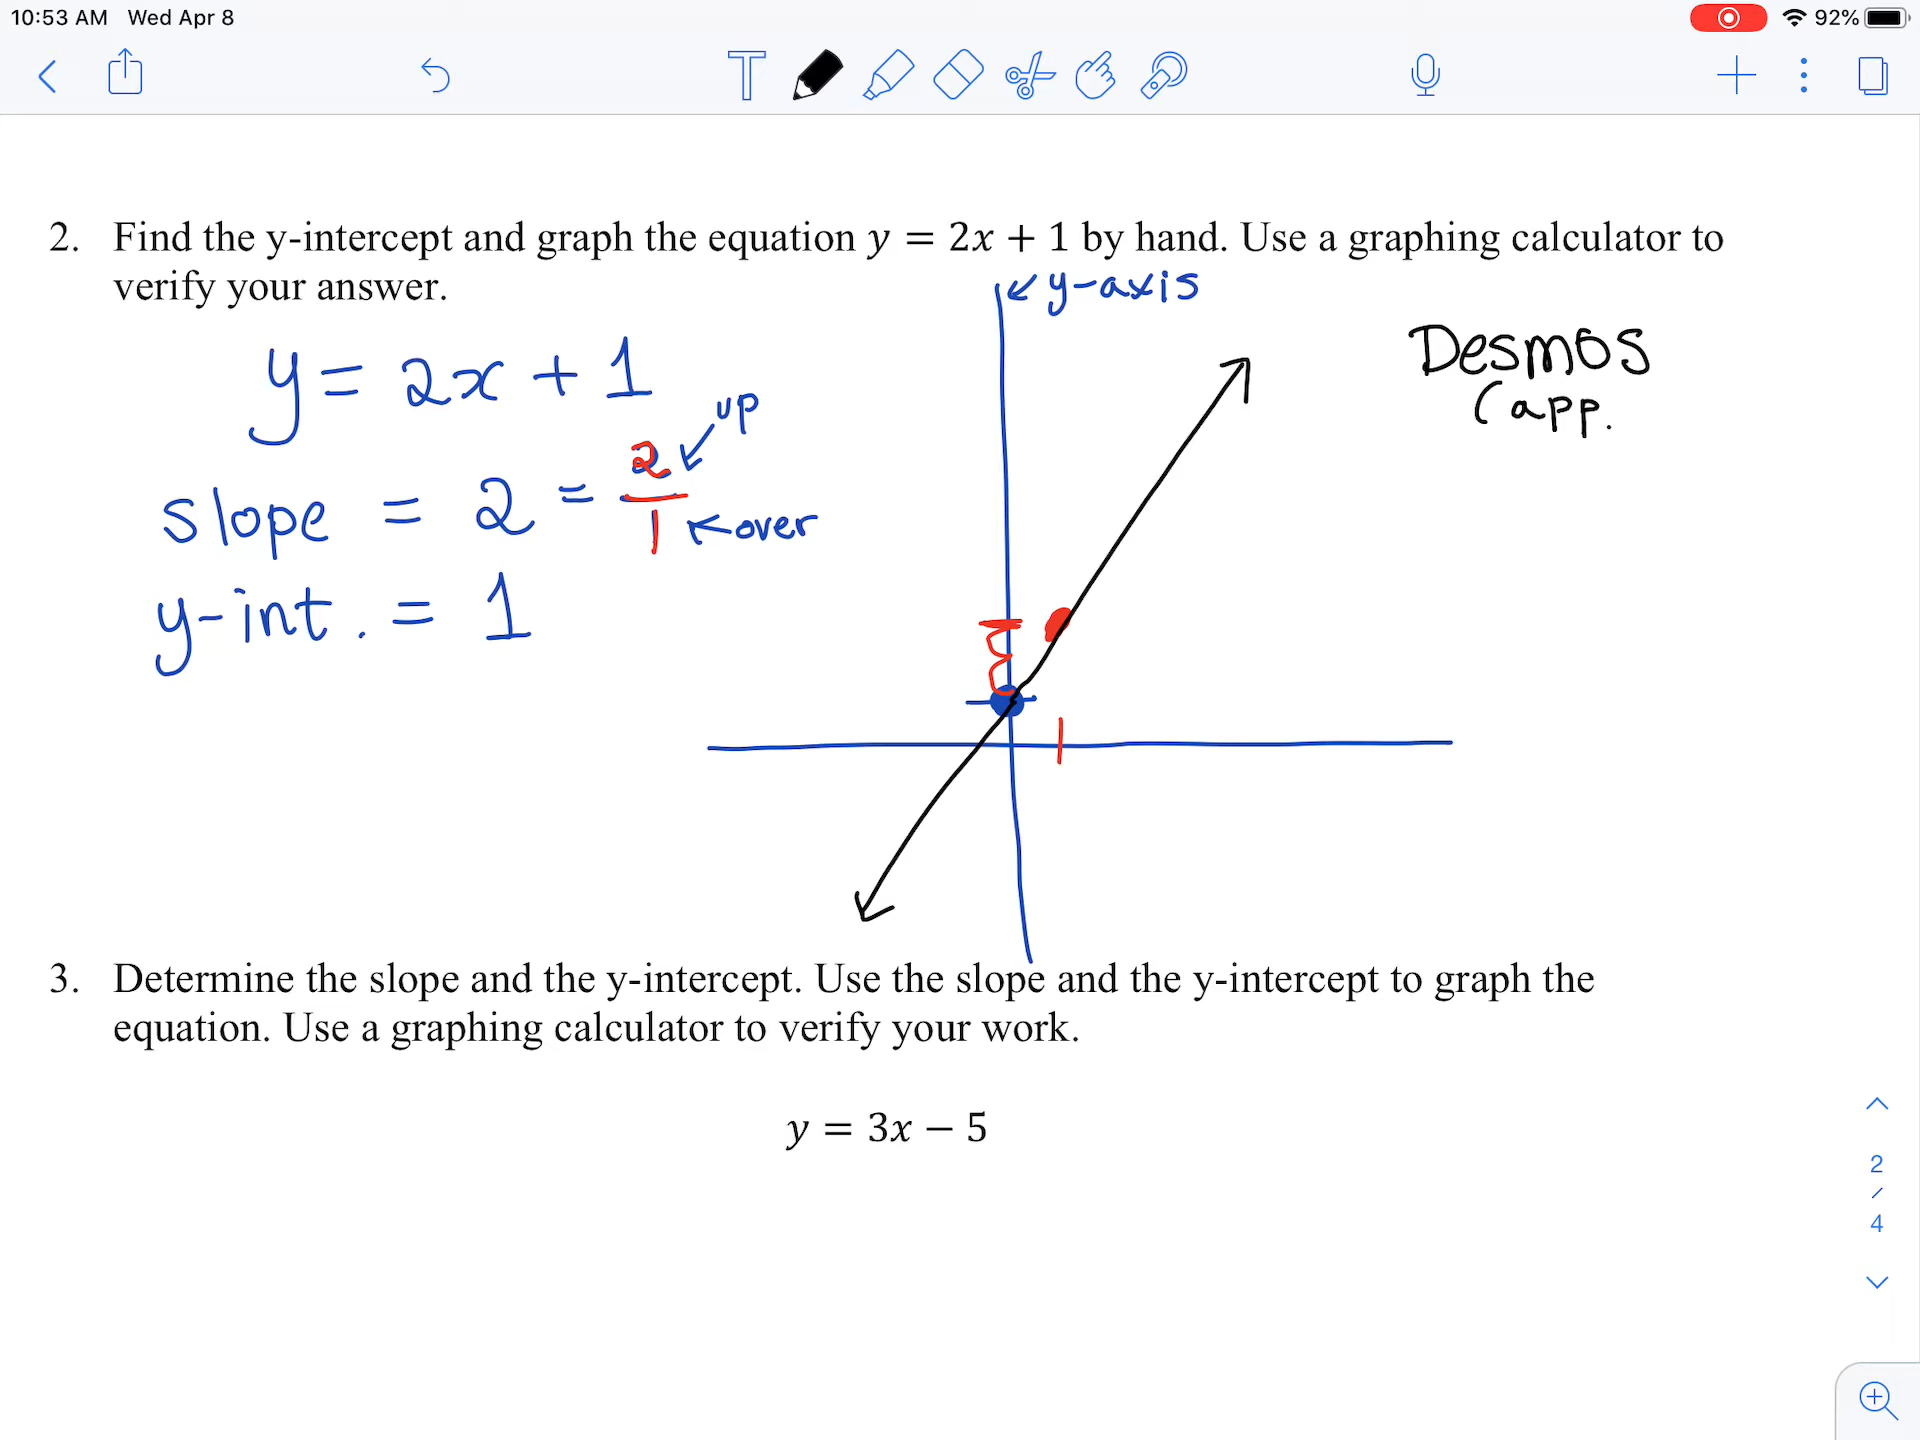 10:53 AM Wed Apr 8
92%
2. Find the y-intercept and graph the equation y = 2x + 1 by hand. Use a graphing calculator to
verify your answer.
y-axis
y = 2x + 1
Desmos
(app.
up
slope = 2 = 2/1
over
y-int. = 1
3. Determine the slope and the y-intercept. Use the slope and the y-intercept to graph the
equation. Use a graphing calculator to verify your work.
y = 3x − 5
2
/
4